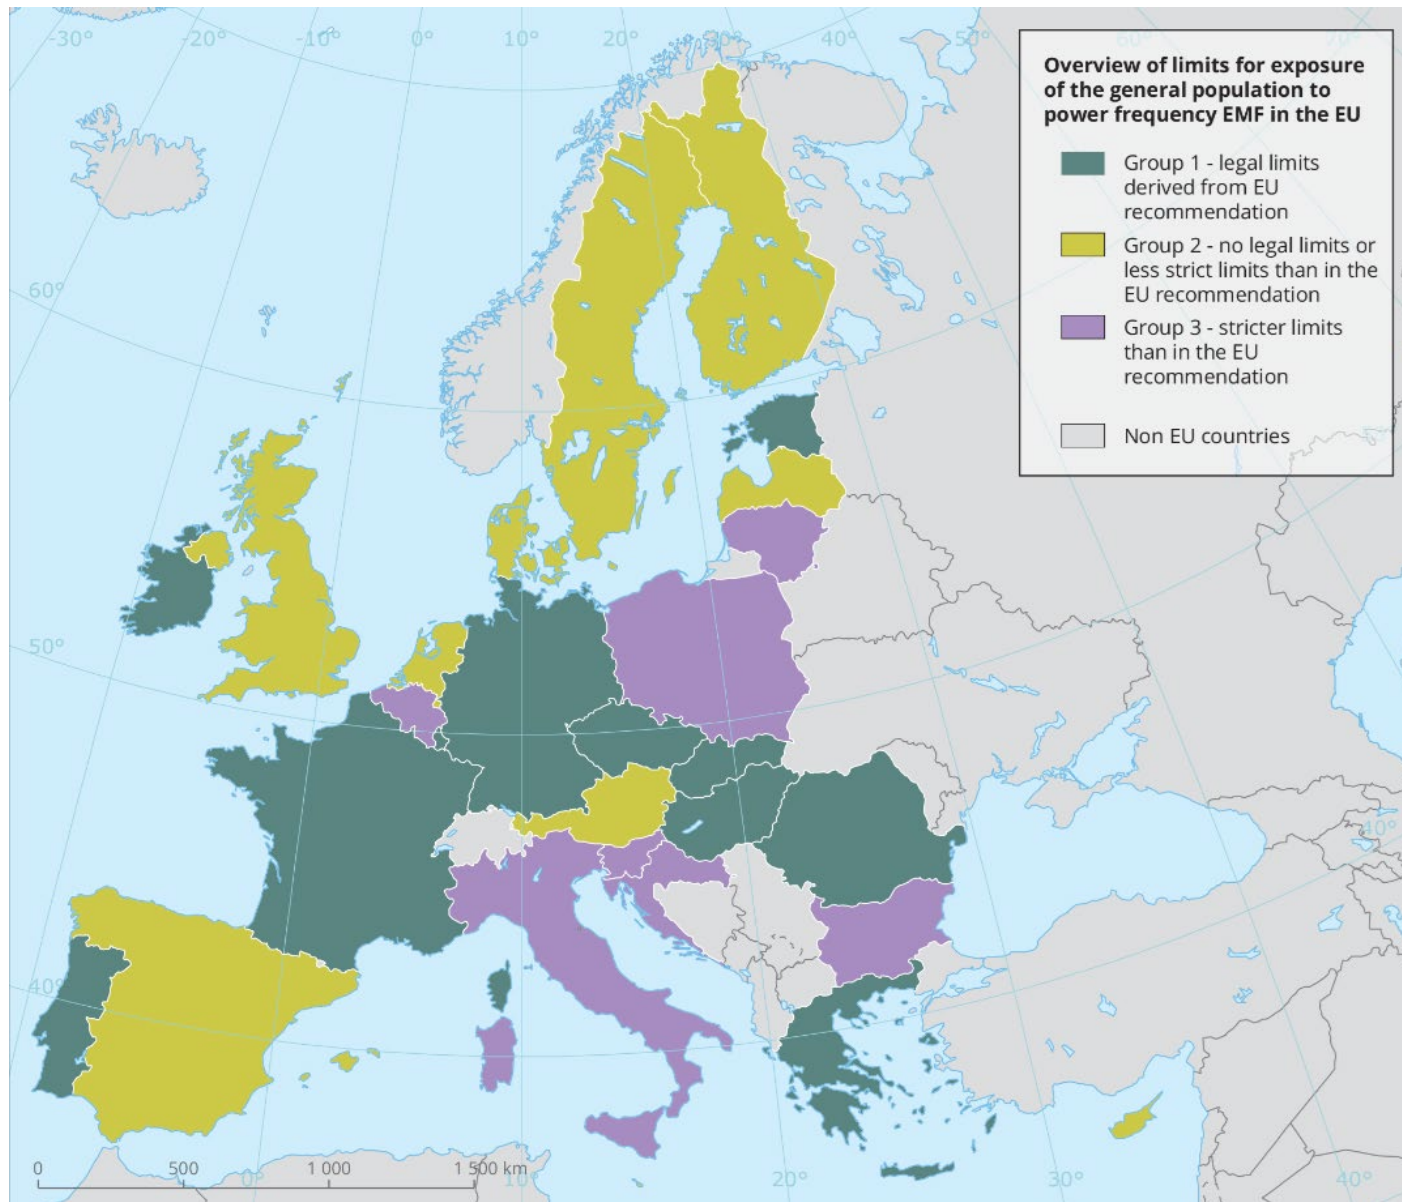 -30°
-20°
-10°
0°
10°
20°
30°
40°
50°
60°
70°
Overview of limits for exposure
of the general population to
power frequency EMF in the EU
Group 1 - legal limits
derived from EU
recommendation
Group 2 - no legal limits or
less strict limits than in the
EU recommendation
Group 3 - stricter limits
than in the EU
recommendation
Non EU countries
60°
50°
40°
40°
0
500
1 000
1 500 km
0°
10°
20°
30°
40°